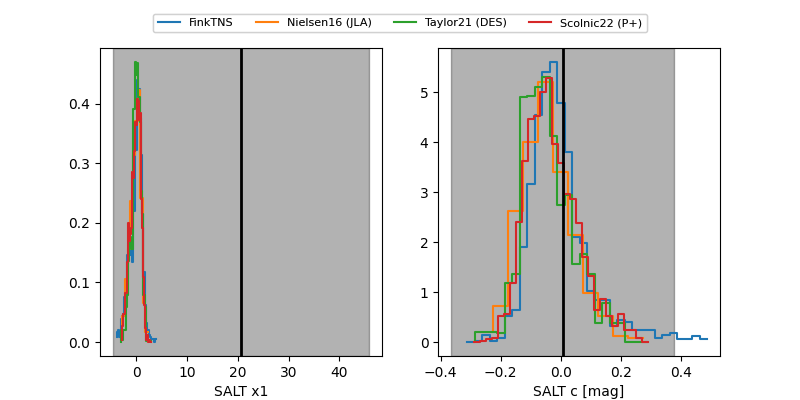 FinkTNS Nielsen16 (JLA) Taylor21 (DES) Scolnic22 (P+)
0.4
0.3
0.2
0.1
0.0
0 10 20 30 40
SALT x1
5
4
3
2
1
0
−0.4 −0.2 0.0 0.2 0.4
SALT c [mag]